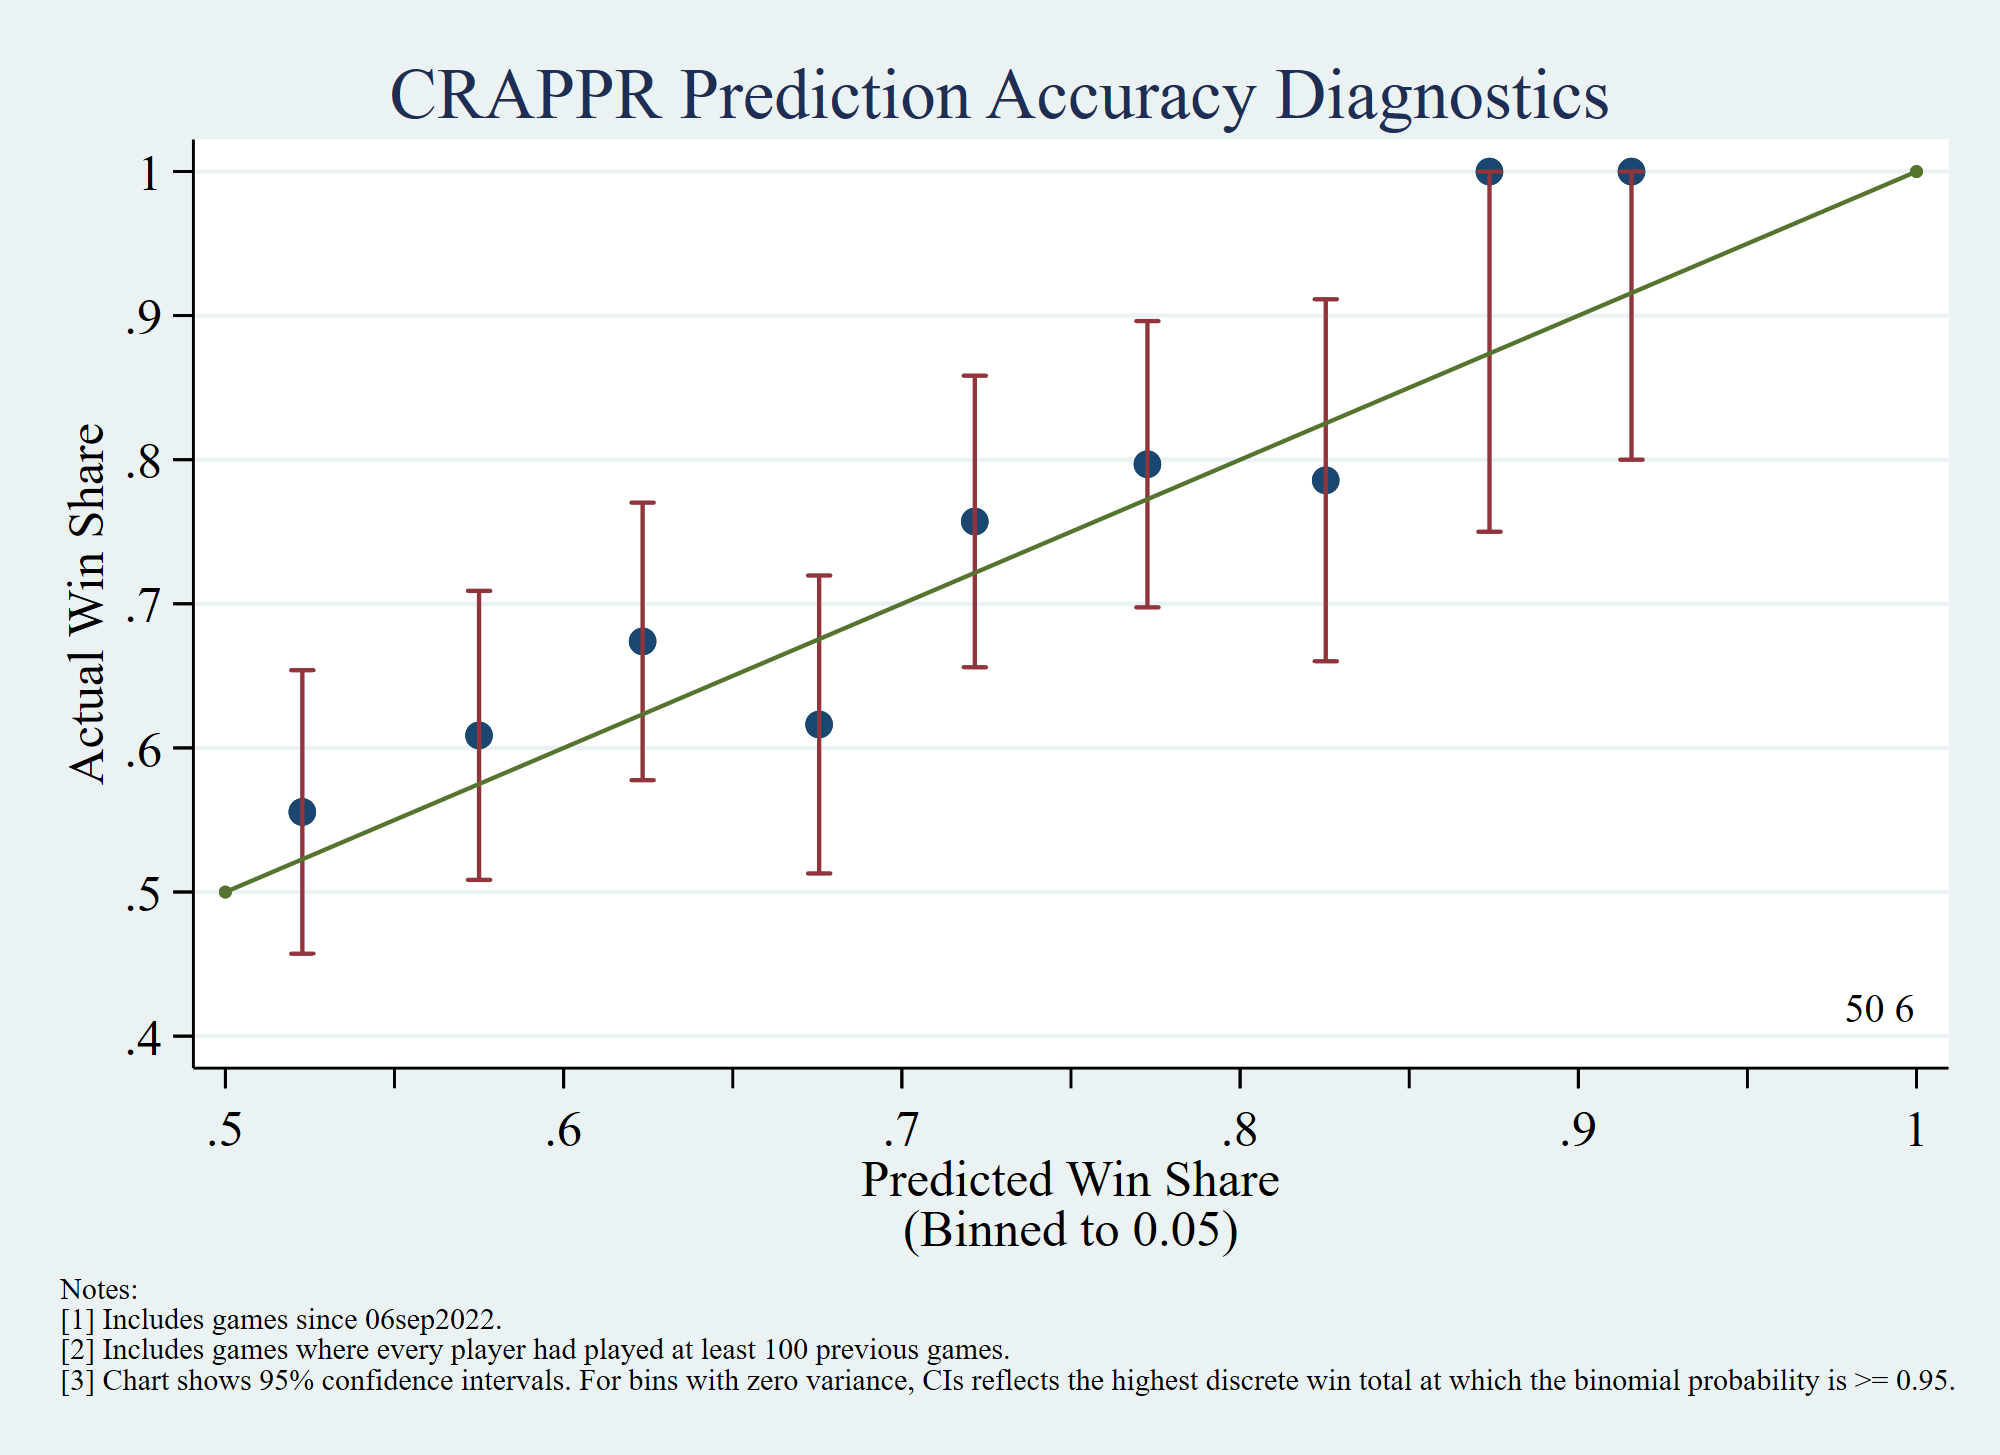 CRAPPR Prediction Accuracy Diagnostics
1
.9
.8
.7
.6
.5
.4
Actual Win Share
50 6
.5 .6 .7 .8 .9 1
Predicted Win Share
(Binned to 0.05)
Notes:
[1] Includes games since 06sep2022.
[2] Includes games where every player had played at least 100 previous games.
[3] Chart shows 95% confidence intervals. For bins with zero variance, CIs reflects the highest discrete win total at which the binomial probability is >= 0.95.